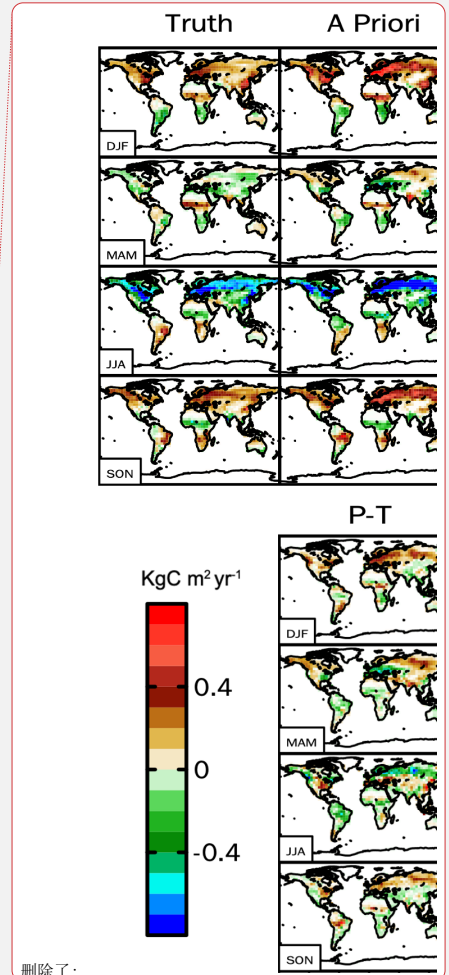 Truth A Priori
DJF
MAM
JJA
SON
P-T
KgC m² yr⁻¹
0.4
0
-0.4
DJF
MAM
JJA
SON
删除了: